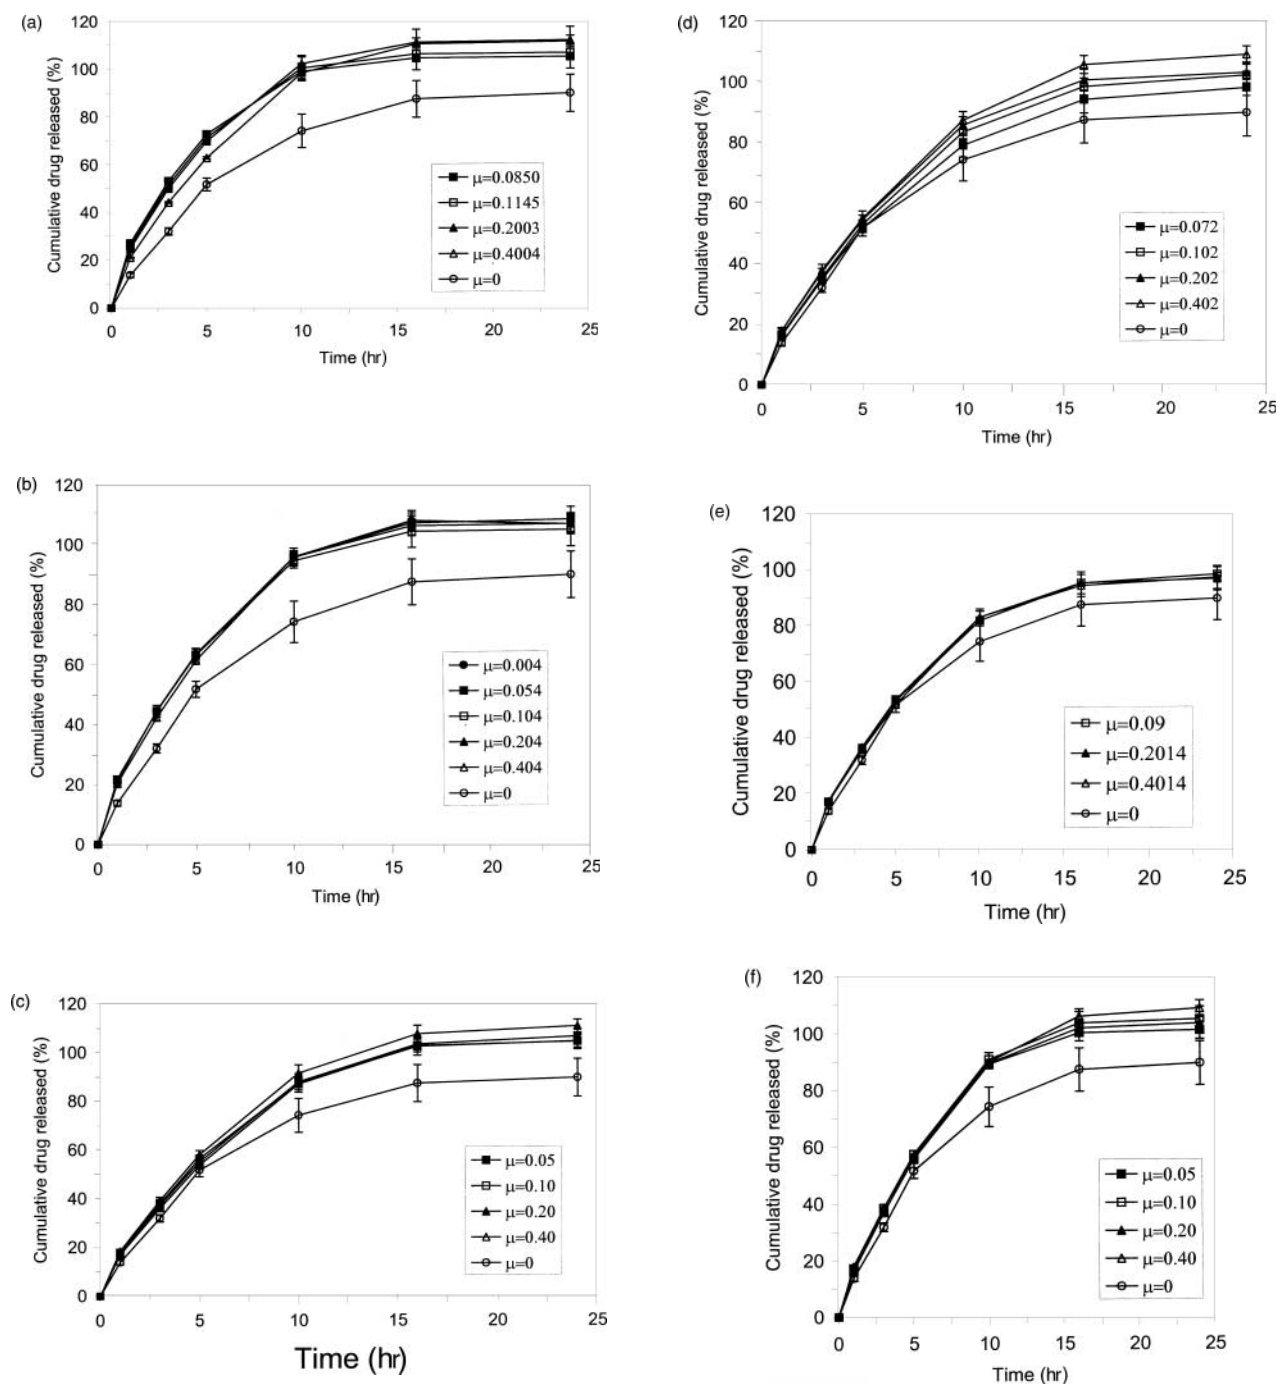 (a)
Cumulative drug released (%)
120
100
80
60
40
20
0
μ=0.0850
μ=0.1145
μ=0.2003
μ=0.4004
μ=0
0 5 10 15 20 25
Time (hr)
(b)
Cumulative drug released (%)
120
100
80
60
40
20
0
μ=0.004
μ=0.054
μ=0.104
μ=0.204
μ=0.404
μ=0
0 5 10 15 20 25
Time (hr)
(c)
Cumulative drug released (%)
120
100
80
60
40
20
0
μ=0.05
μ=0.10
μ=0.20
μ=0.40
μ=0
0 5 10 15 20 25
Time (hr)
(d)
Cumulative drug released (%)
120
100
80
60
40
20
0
μ=0.072
μ=0.102
μ=0.202
μ=0.402
μ=0
0 5 10 15 20 25
Time (hr)
(e)
Cumulative drug released (%)
120
100
80
60
40
20
0
μ=0.09
μ=0.2014
μ=0.4014
μ=0
0 5 10 15 20 25
Time (hr)
(f)
Cumulative drug released (%)
120
100
80
60
40
20
0
μ=0.05
μ=0.10
μ=0.20
μ=0.40
μ=0
0 5 10 15 20 25
Time (hr)